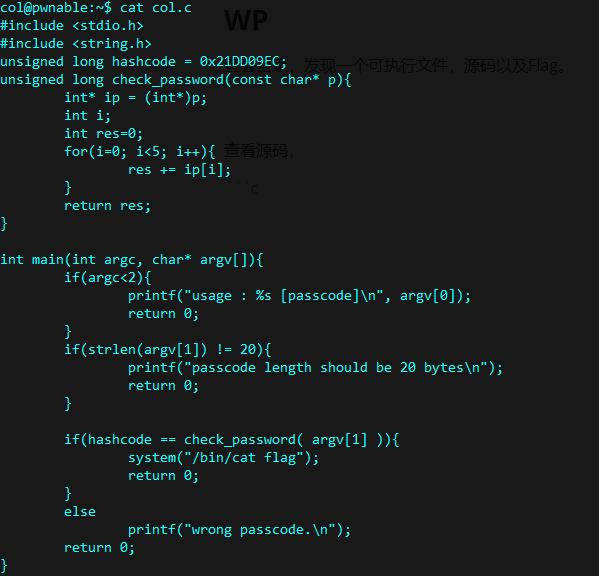 col@pwnable:~$ cat col.c
WP
#include <stdio.h>
#include <string.h>
unsigned long hashcode = 0x21DD09EC;
发现一个可执行文件，源码以及Flag。
unsigned long check_password(const char* p){
        int* ip = (int*)p;
        int i;
        int res=0;
        for(i=0; i<5; i++){
查看源码，
                res += ip[i];
        }
```c
        return res;
}

int main(int argc, char* argv[]){
        if(argc<2){
                printf("usage : %s [passcode]\n", argv[0]);
                return 0;
        }
        if(strlen(argv[1]) != 20){
                printf("passcode length should be 20 bytes\n");
                return 0;
        }

        if(hashcode == check_password( argv[1] )){
                system("/bin/cat flag");
                return 0;
        }
        else
                printf("wrong passcode.\n");
        return 0;
}